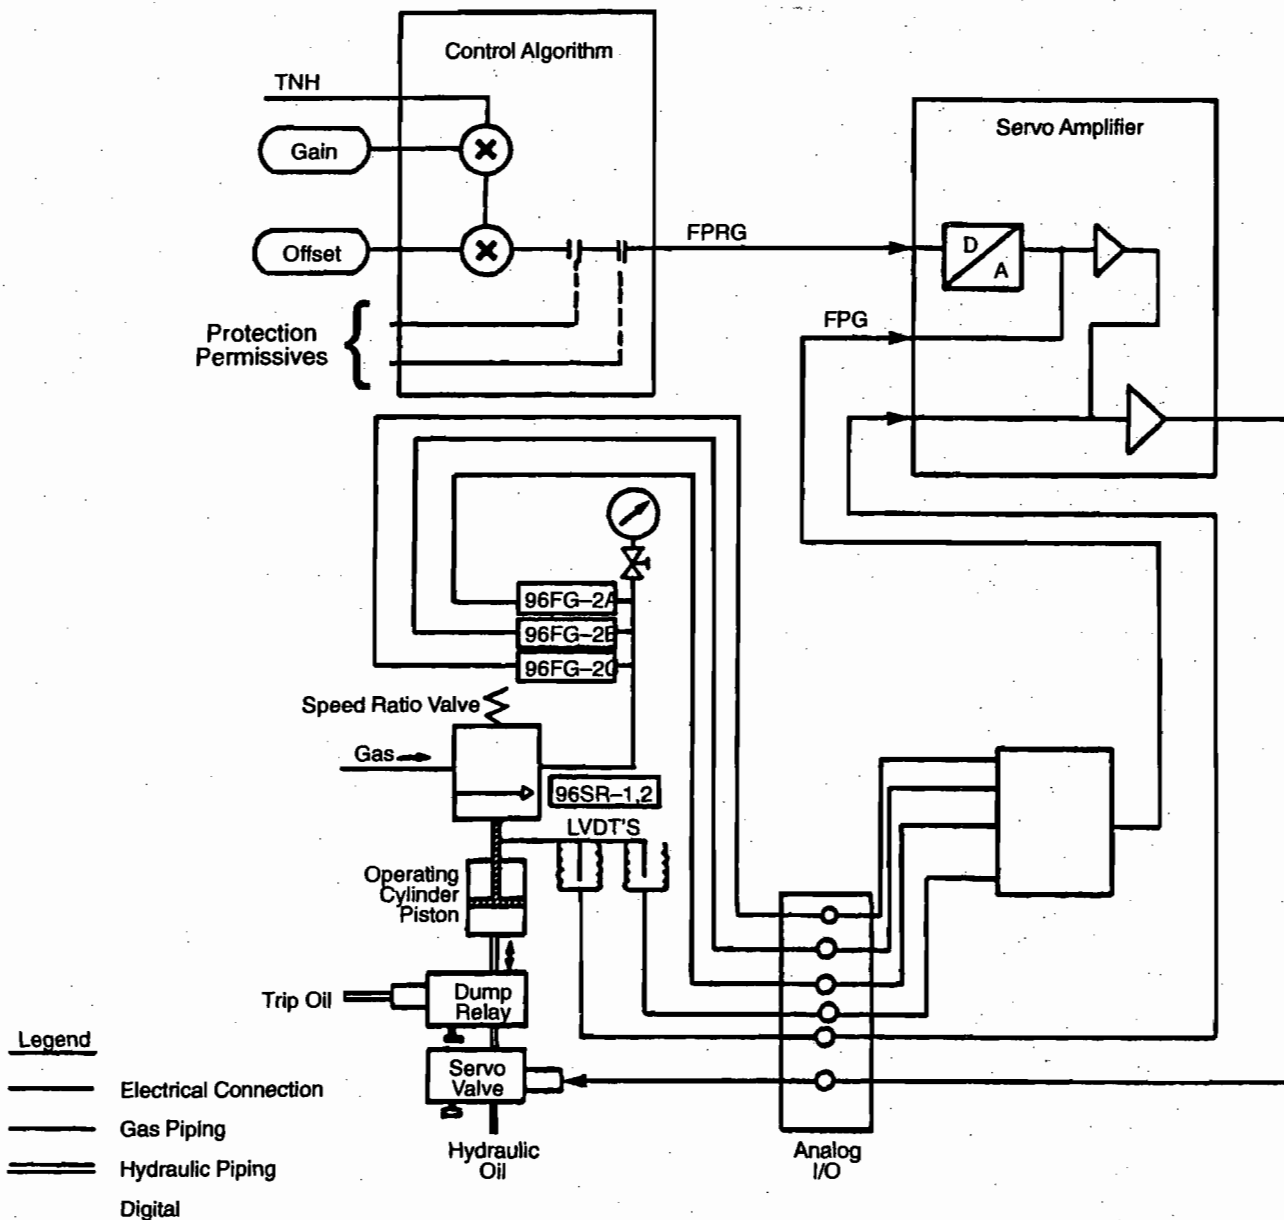 Control Algorithm
TNH
Gain
Offset
Protection
Permissives
FPRG
Servo Amplifier
D
A
FPG
96FG-2A
96FG-2B
96FG-2C
Speed Ratio Valve
Gas
96SR-1,2
LVDT'S
Operating
Cylinder
Piston
Trip Oil
Dump
Relay
Servo
Valve
Hydraulic
Oil
Analog
I/O
Legend
Electrical Connection
Gas Piping
Hydraulic Piping
Digital